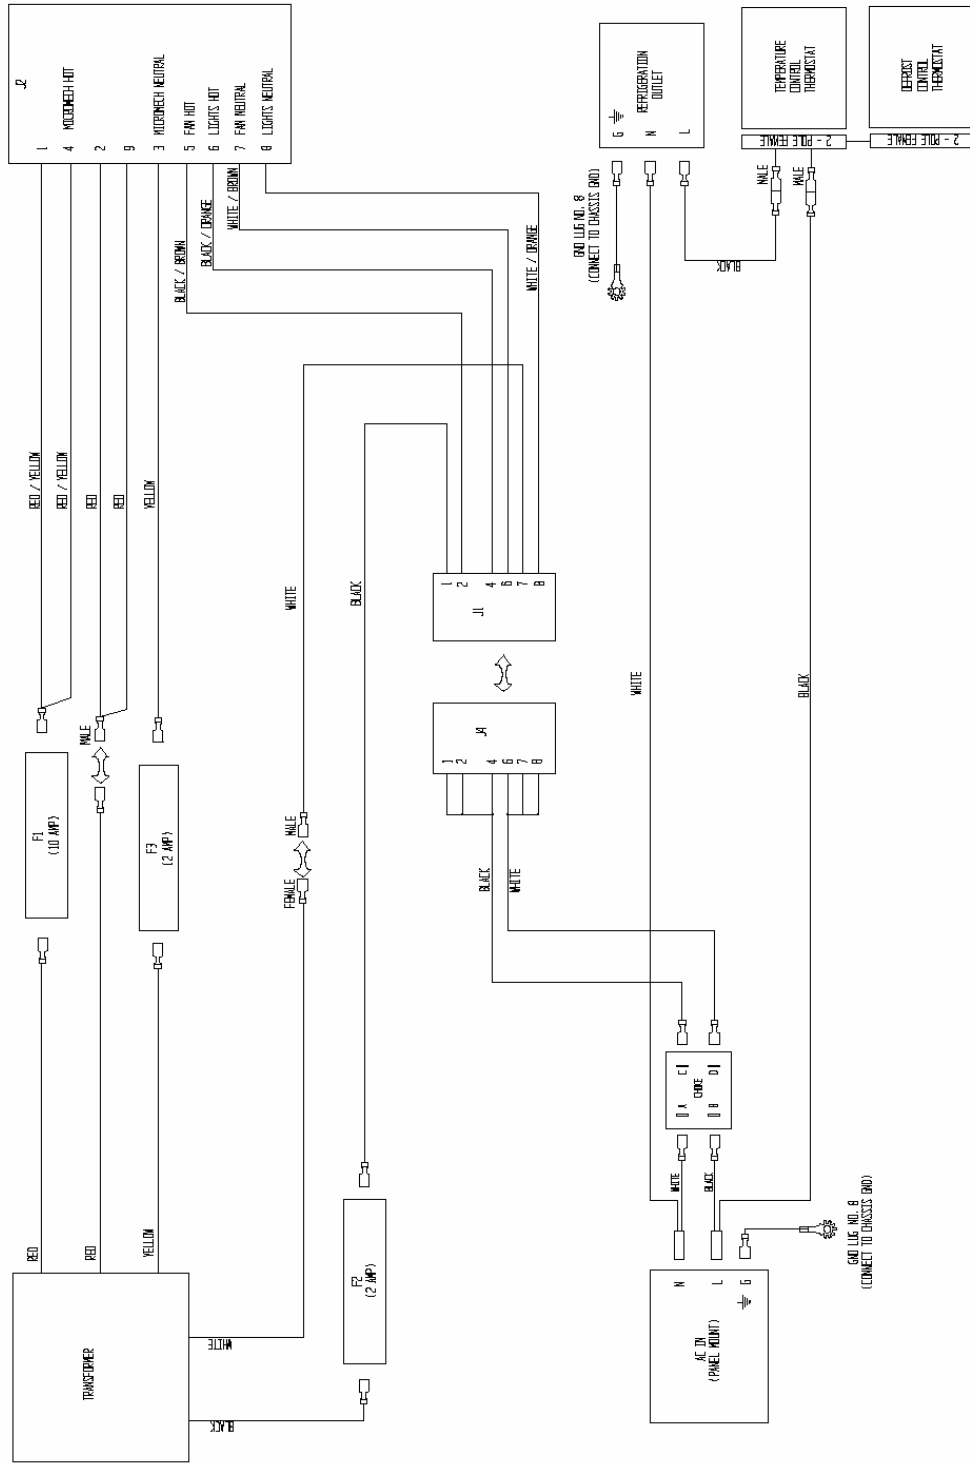 J2
1
4 MICROMECH HOT
2
9
3 MICROMECH NEUTRAL
5 FAN HOT
6 LIGHTS HOT
7 FAN NEUTRAL
8 LIGHTS NEUTRAL
RED / YELLOW
RED / YELLOW
RED
RED
YELLOW
BLACK / BROWN
BLACK / ORANGE
WHITE / BROWN
WHITE / ORANGE
REFRIGERATION
OUTLET
G
N
L
TEMPERATURE
CONTROL
THERMOSTAT
DEFROST
CONTROL
THERMOSTAT
2 - POLE FEMALE
2 - POLE FEMALE
MALE
MALE
GND LUG NO. 8
(CONNECT TO CHASSIS GND)
BLACK
WHITE
BLACK
J1
1
2
4
6
7
8
WHITE
BLACK
J4
1
2
4
6
7
8
MALE
F1
(10 AMP)
F3
(2 AMP)
MALE
FEMALE
BLACK
WHITE
BLACK
CHOKE
A
B
C
D
WHITE
BLACK
RED
RED
YELLOW
TRANSFORMER
WHITE
BLACK
F2
(2 AMP)
AC IN
(PANEL MOUNT)
N
L
G
GND LUG NO. 8
(CONNECT TO CHASSIS GND)